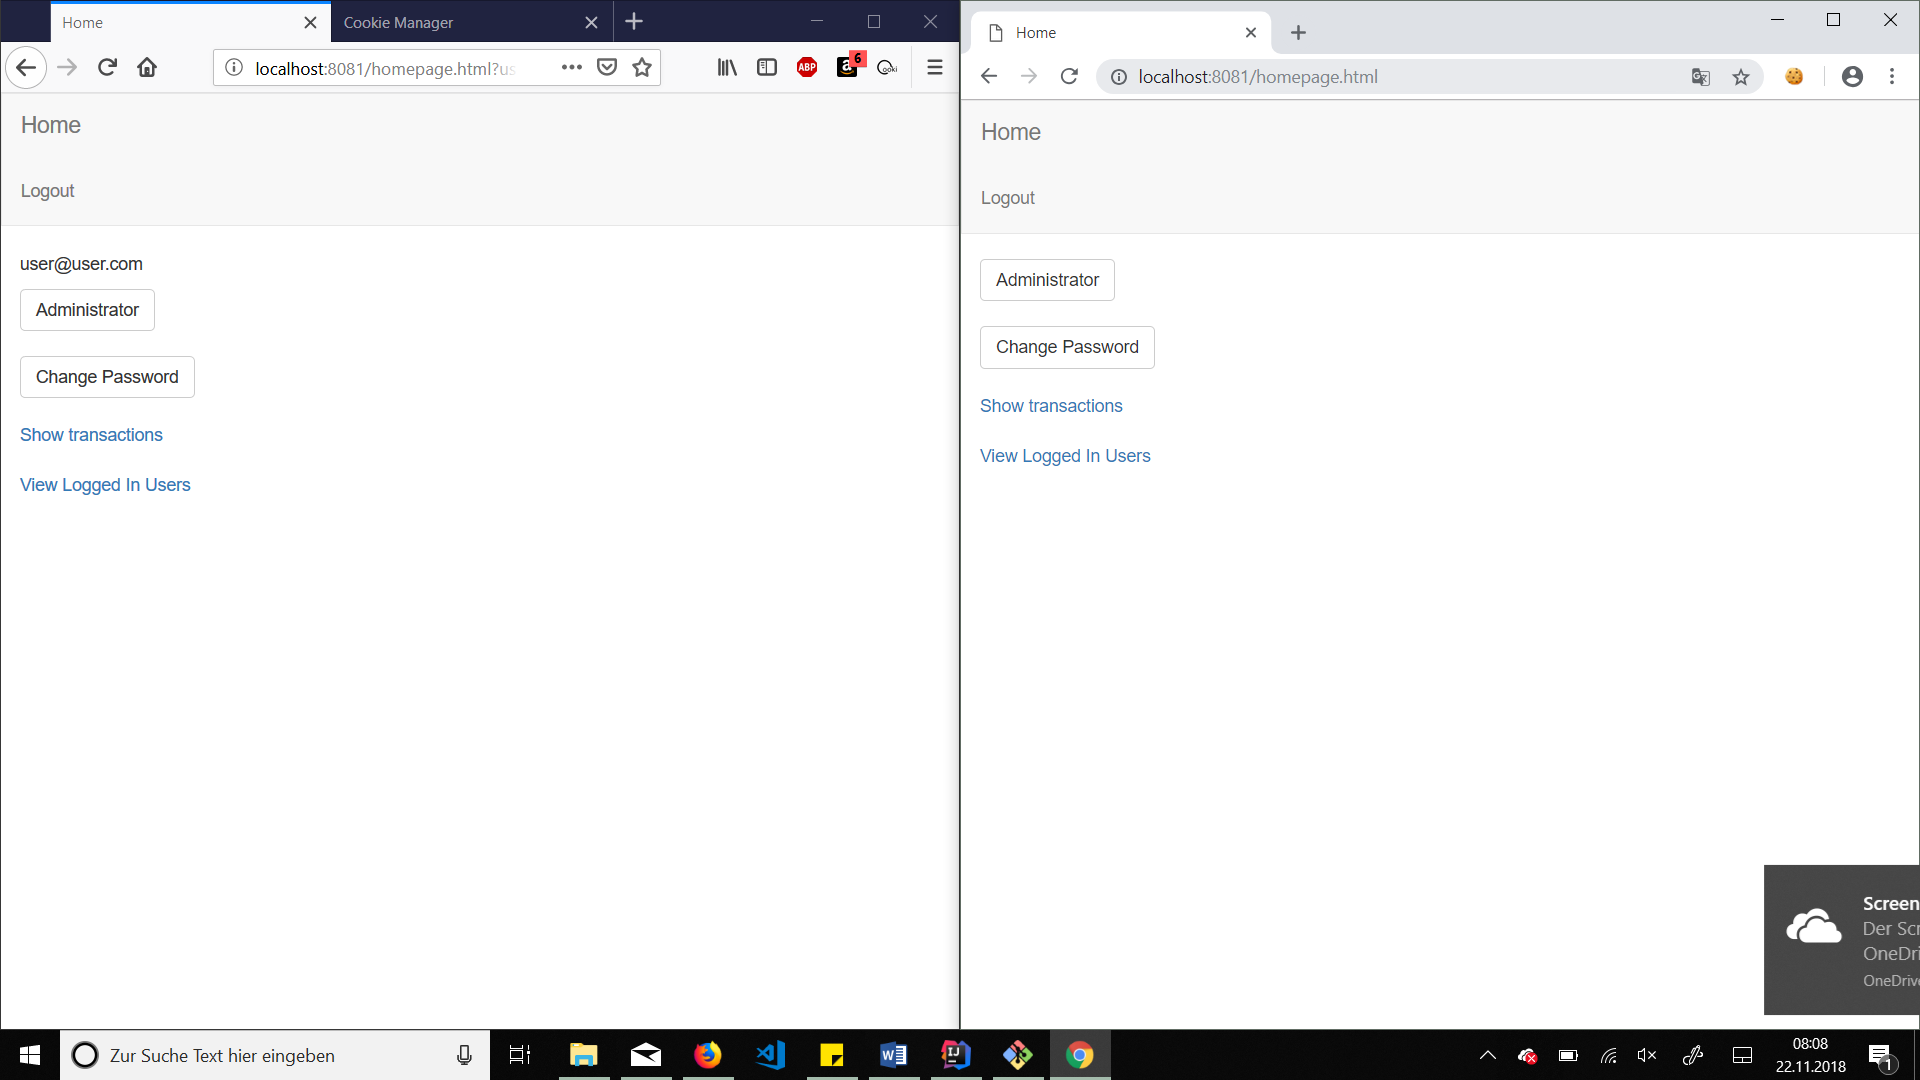 Home
Cookie Manager
localhost:8081/homepage.html?us
ABP
a
6
Home
Logout
user@user.com
Administrator
Change Password
Show transactions
View Logged In Users
Home
localhost:8081/homepage.html
Home
Logout
Administrator
Change Password
Show transactions
View Logged In Users
Screen
Der Scr
OneDri
OneDrive
Zur Suche Text hier eingeben
W
IJ
08:08
22.11.2018
1